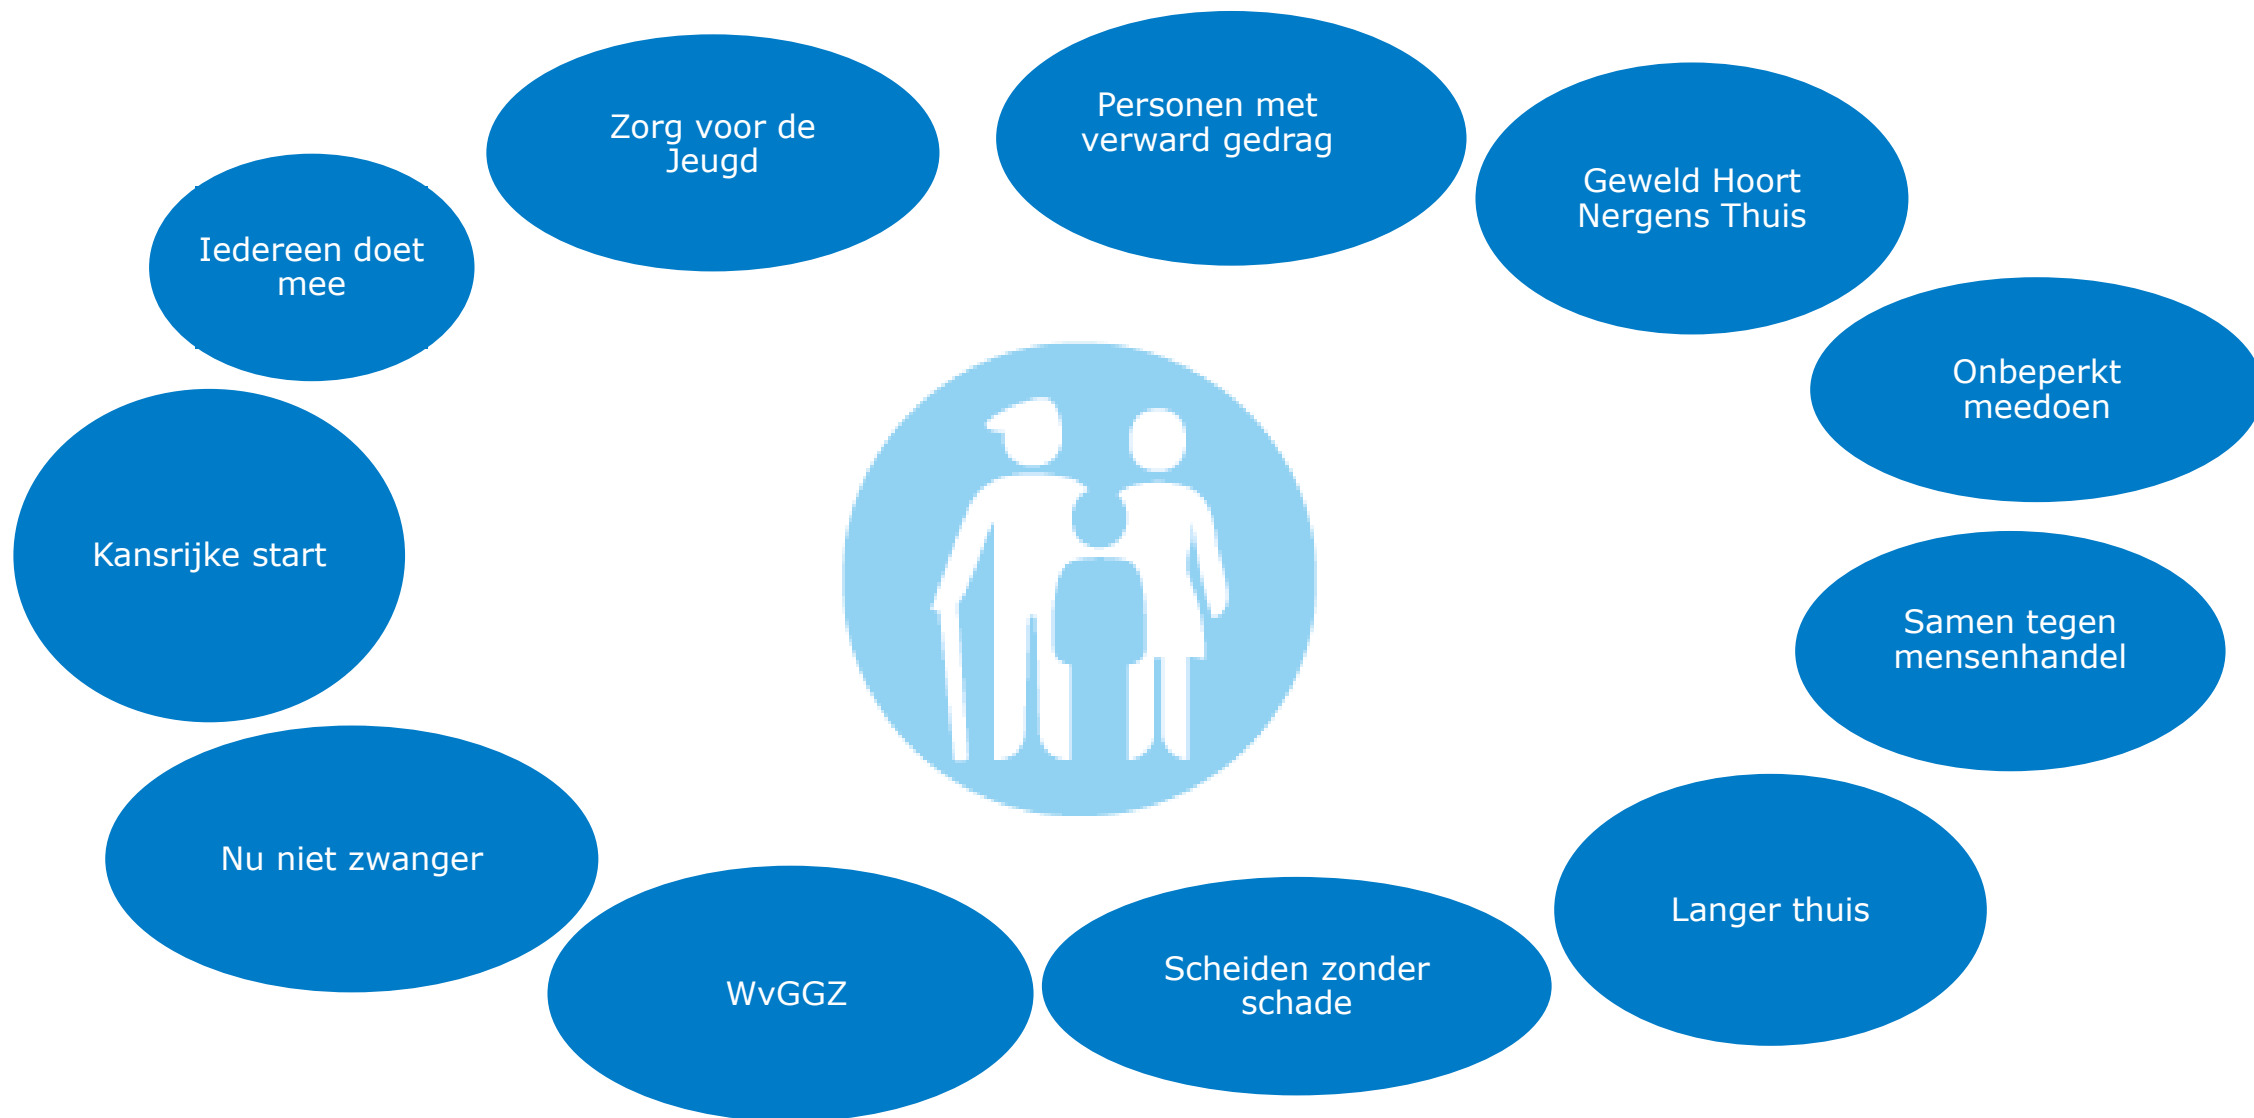 Zorg voor de
Jeugd
Personen met
verward gedrag
Geweld Hoort
Nergens Thuis
Iedereen doet
mee
Onbeperkt
meedoen
Kansrijke start
Samen tegen
mensenhandel
Nu niet zwanger
Langer thuis
WvGGZ
Scheiden zonder
schade